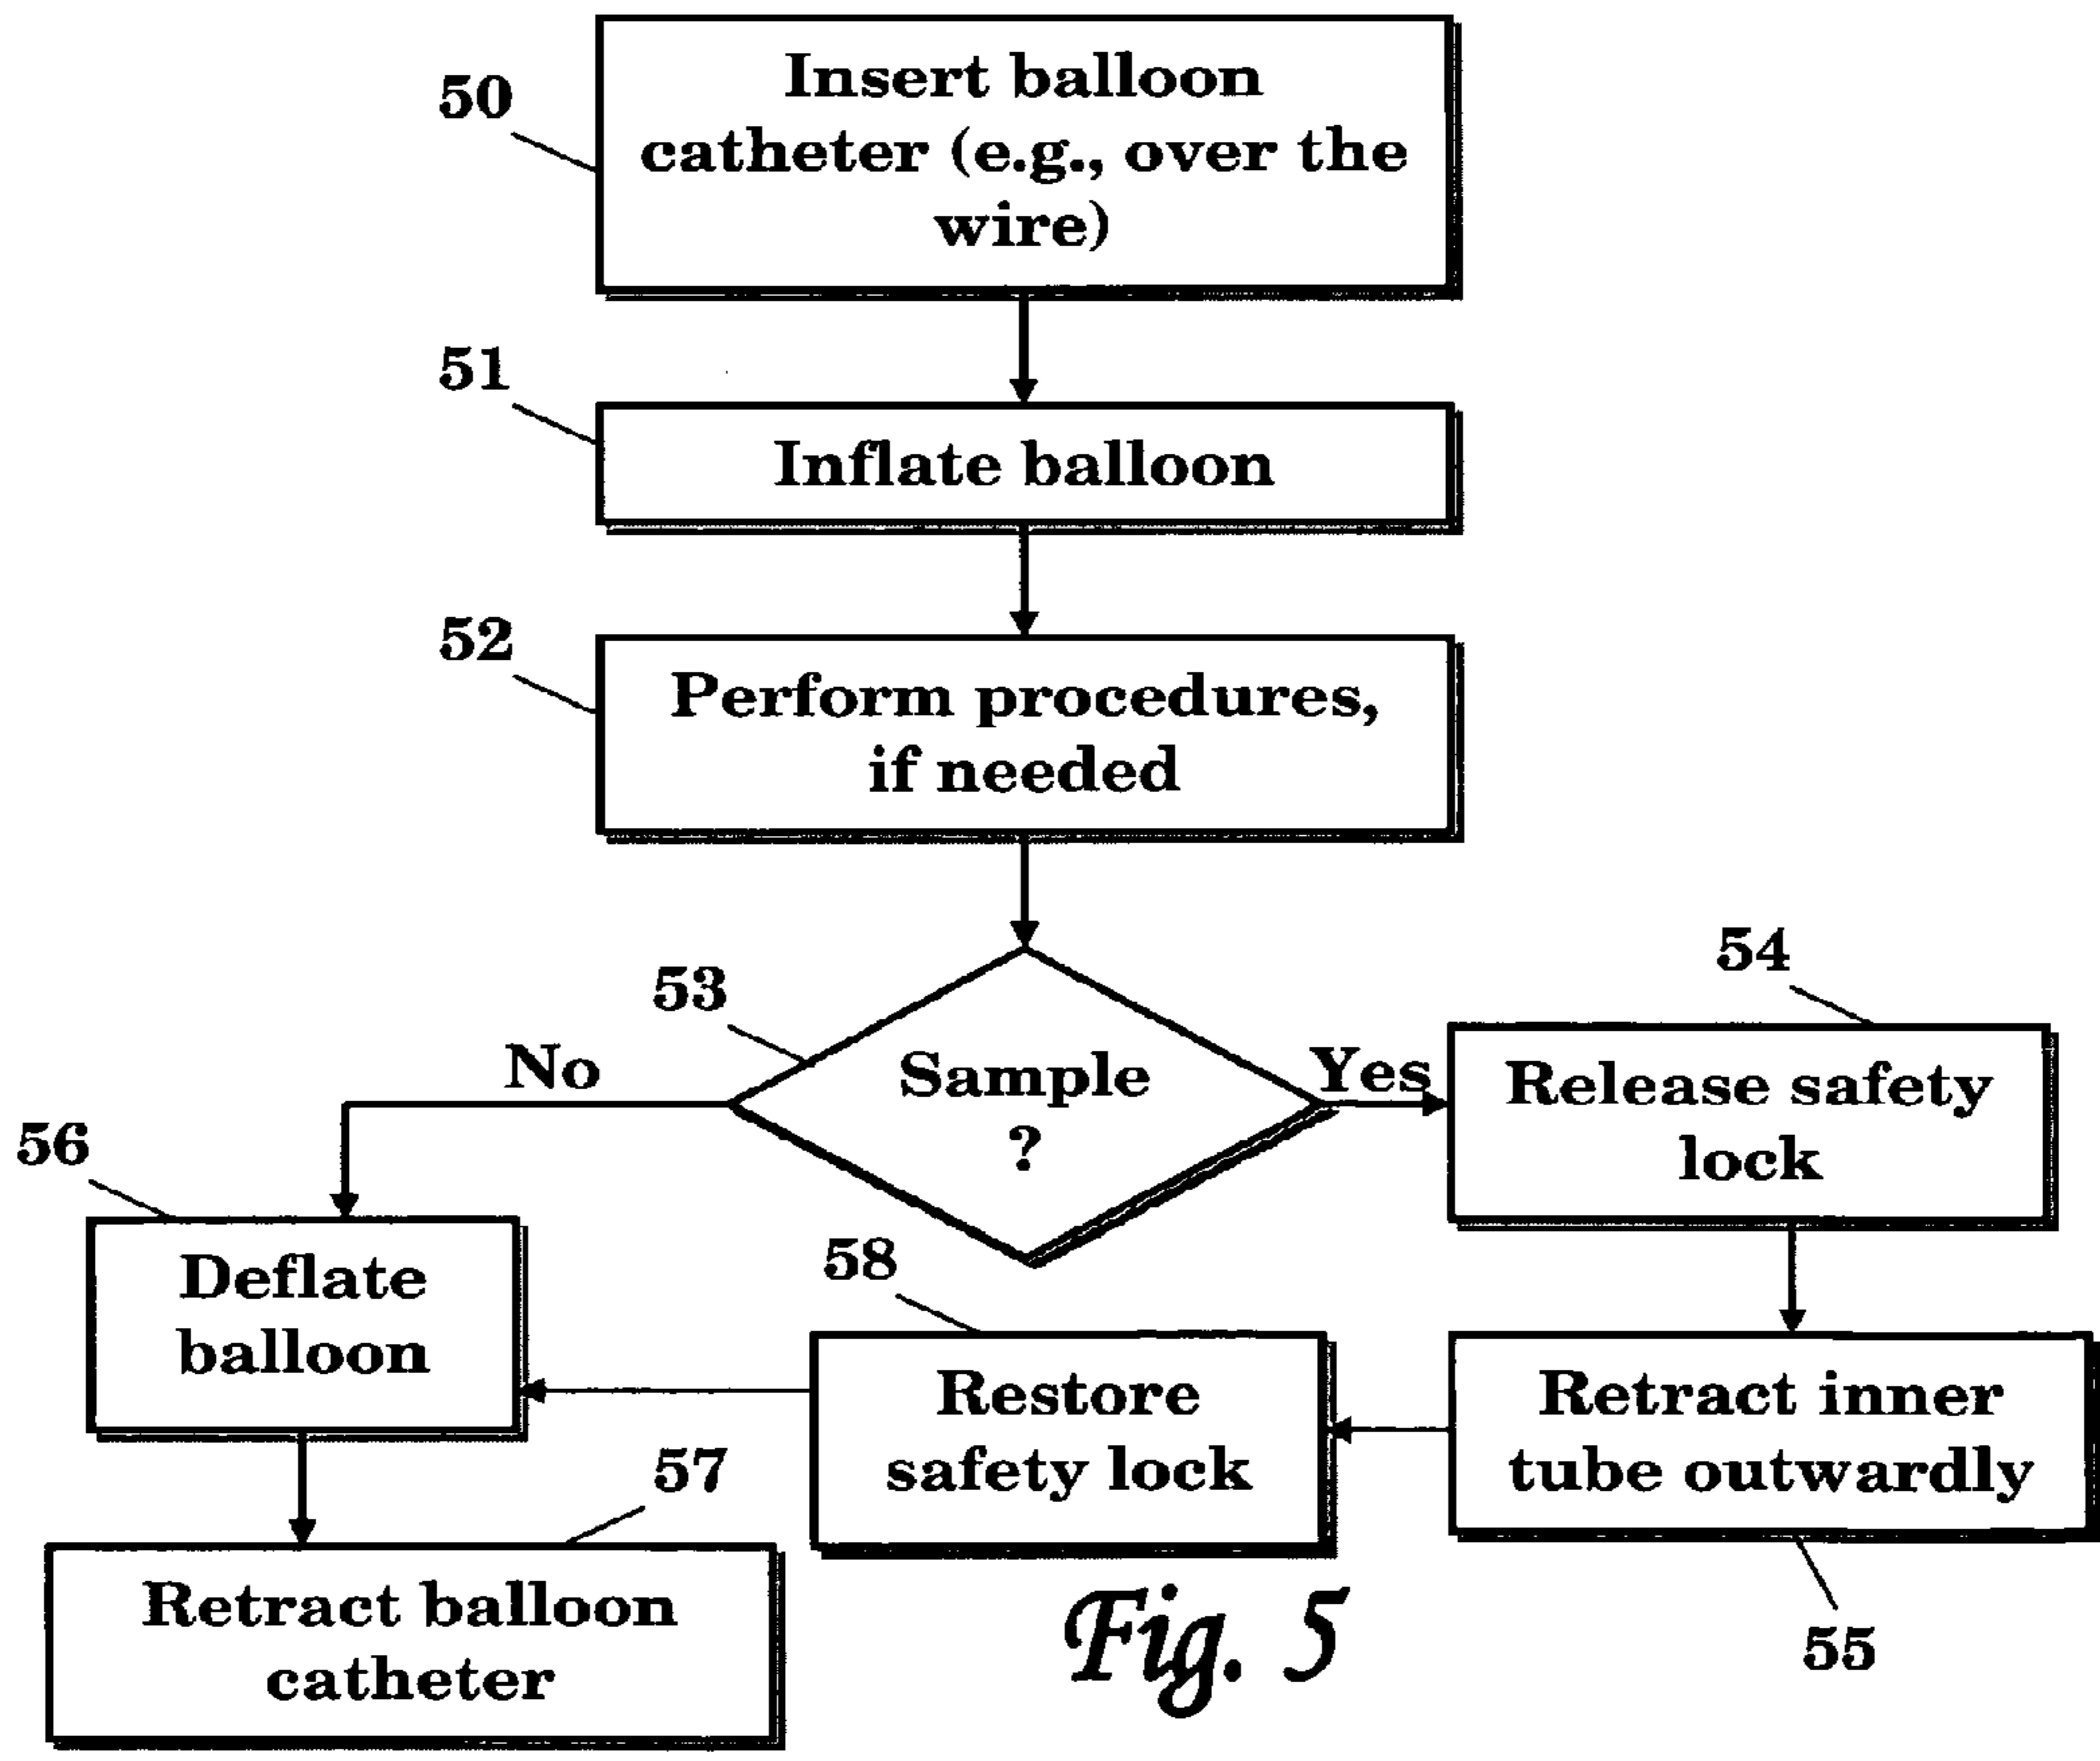 50
Insert balloon
catheter (e.g., over the
wire)
51
Inflate balloon
52
Perform procedures,
if needed
53
Sample
?
No
Yes
54
Release safety
lock
56
Deflate
balloon
58
Restore
safety lock
Retract inner
tube outwardly
55
57
Retract balloon
catheter
Fig. 5